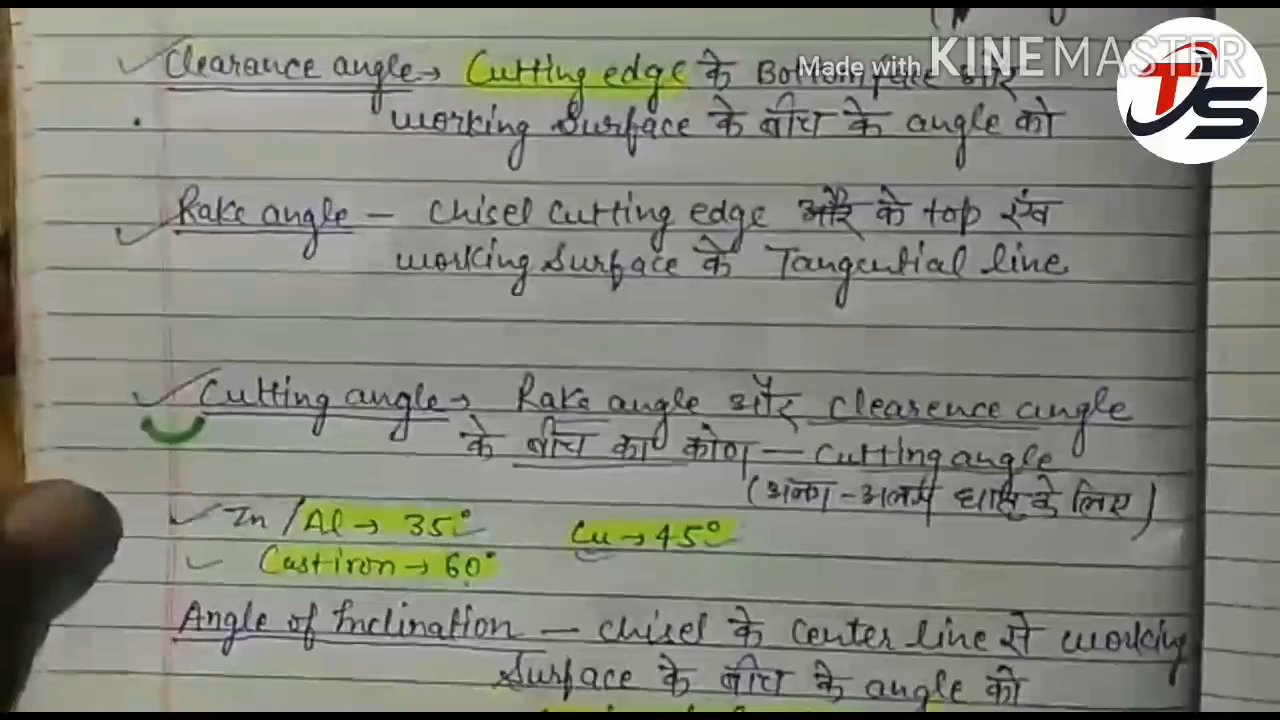 Made with KINEMASTER
TJS
Clearance angle → Cutting edge के Bottom
working surface के बीच के angle को
Rake angle — chisel cutting edge और के top एंव
working surface के Tangential line
Cutting angle → Rake angle और clearence angle
के बीच का कोण — cutting angle
(अलग-अलग धातु के लिए)
Zn / Al → 35° Cu → 45°
Cast iron → 60°
Angle of Inclination — chisel के center line से working
surface के बीच के angle को